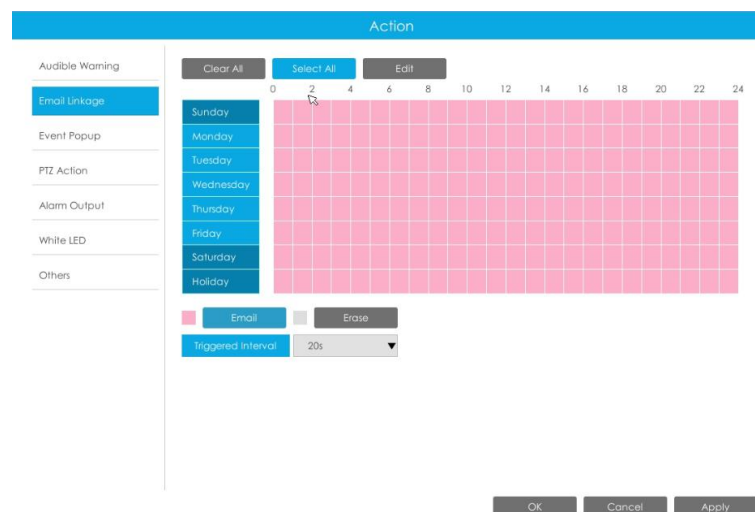 Action
Audible Warning
Email Linkage
Event Popup
PTZ Action
Alarm Output
White LED
Others
Clear All Select All Edit
0 2 4 6 8 10 12 14 16 18 20 22 24
Sunday
Monday
Tuesday
Wednesday
Thursday
Friday
Saturday
Holiday
Email Erase
Triggered Interval 20s
OK Cancel Apply